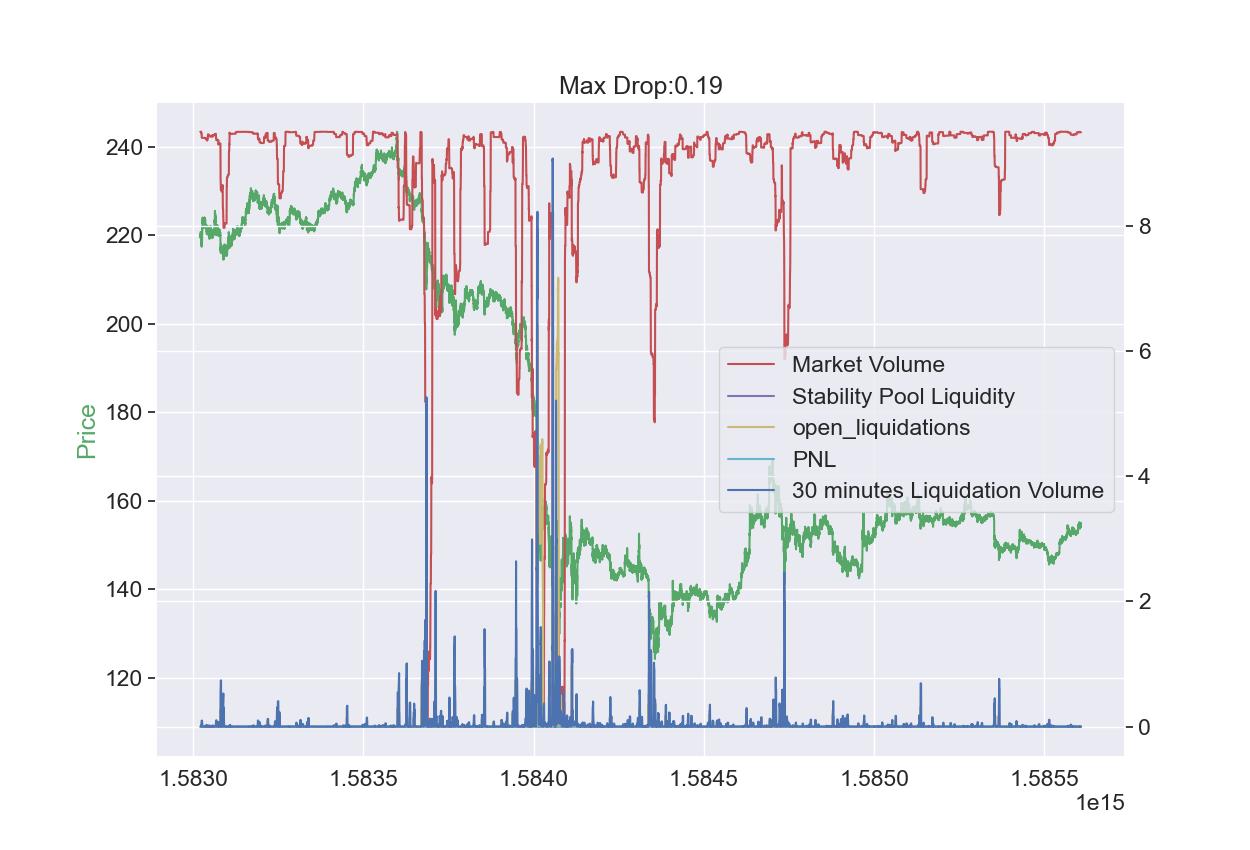 Max Drop:0.19
240
220
200
180
160
140
120
Price
8
6
4
2
0
Market Volume
Stability Pool Liquidity
open_liquidations
PNL
30 minutes Liquidation Volume
1.5830 1.5835 1.5840 1.5845 1.5850 1.5855
1e15